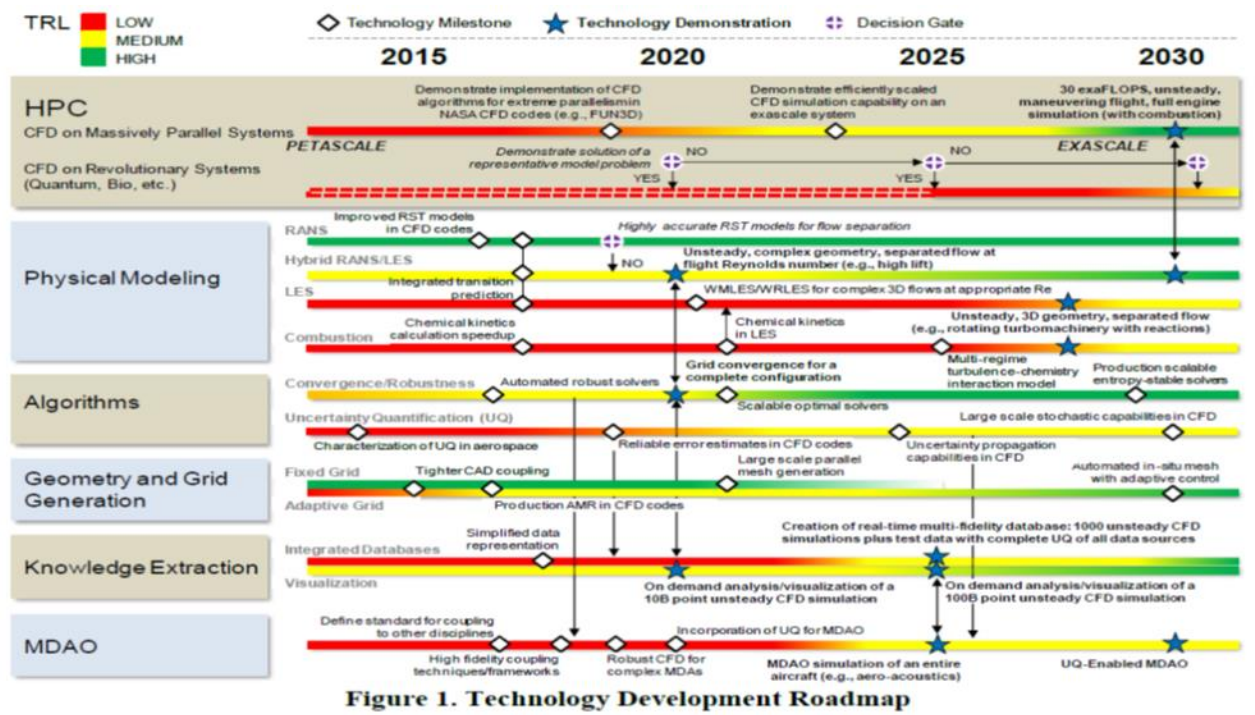 TRL LOW
MEDIUM
HIGH
Technology Milestone
Technology Demonstration
Decision Gate
2015 2020 2025 2030
HPC
CFD on Massively Parallel Systems
CFD on Revolutionary Systems
(Quantum, Bio, etc.)
Demonstrate implementation of CFD
algorithms for extreme parallelism in
NASA CFD codes (e.g., FUN3D)
Demonstrate efficiently scaled
CFD simulation capability on an
exascale system
30 exaFLOPS, unsteady,
maneuvering flight, full engine
simulation (with combustion)
PETASCALE
Demonstrate solution of a
representative model problem
NO
YES
NO
YES
EXASCALE
Physical Modeling
RANS
Improved RST models
in CFD codes
Highly accurate RST models for flow separation
Hybrid RANS/LES
NO
Unsteady, complex geometry, separated flow at
flight Reynolds number (e.g., high lift)
LES
Integrated transition
prediction
WMLES/WRLES for complex 3D flows at appropriate Re
Combustion
Chemical kinetics
calculation speedup
Chemical kinetics
in LES
Unsteady, 3D geometry, separated flow
(e.g., rotating turbomachinery with reactions)
Multi-regime
turbulence-chemistry
interaction model
Algorithms
Convergence/Robustness
Automated robust solvers
Grid convergence for a
complete configuration
Scalable optimal solvers
Production scalable
entropy-stable solvers
Uncertainty Quantification (UQ)
Characterization of UQ in aerospace
Reliable error estimates in CFD codes
Uncertainty propagation
capabilities in CFD
Large scale stochastic capabilities in CFD
Geometry and Grid
Generation
Fixed Grid
Tighter CAD coupling
Large scale parallel
mesh generation
Automated in-situ mesh
with adaptive control
Adaptive Grid
Production AMR in CFD codes
Knowledge Extraction
Integrated Databases
Simplified data
representation
Creation of real-time multi-fidelity database: 1000 unsteady CFD
simulations plus test data with complete UQ of all data sources
Visualization
On demand analysis/visualization of a
10B point unsteady CFD simulation
On demand analysis/visualization of a
100B point unsteady CFD simulation
MDAO
Define standard for coupling
to other disciplines
High fidelity coupling
techniques/frameworks
Robust CFD for
complex MDAs
Incorporation of UQ for MDAO
MDAO simulation of an entire
aircraft (e.g., aero-acoustics)
UQ-Enabled MDAO
Figure 1. Technology Development Roadmap